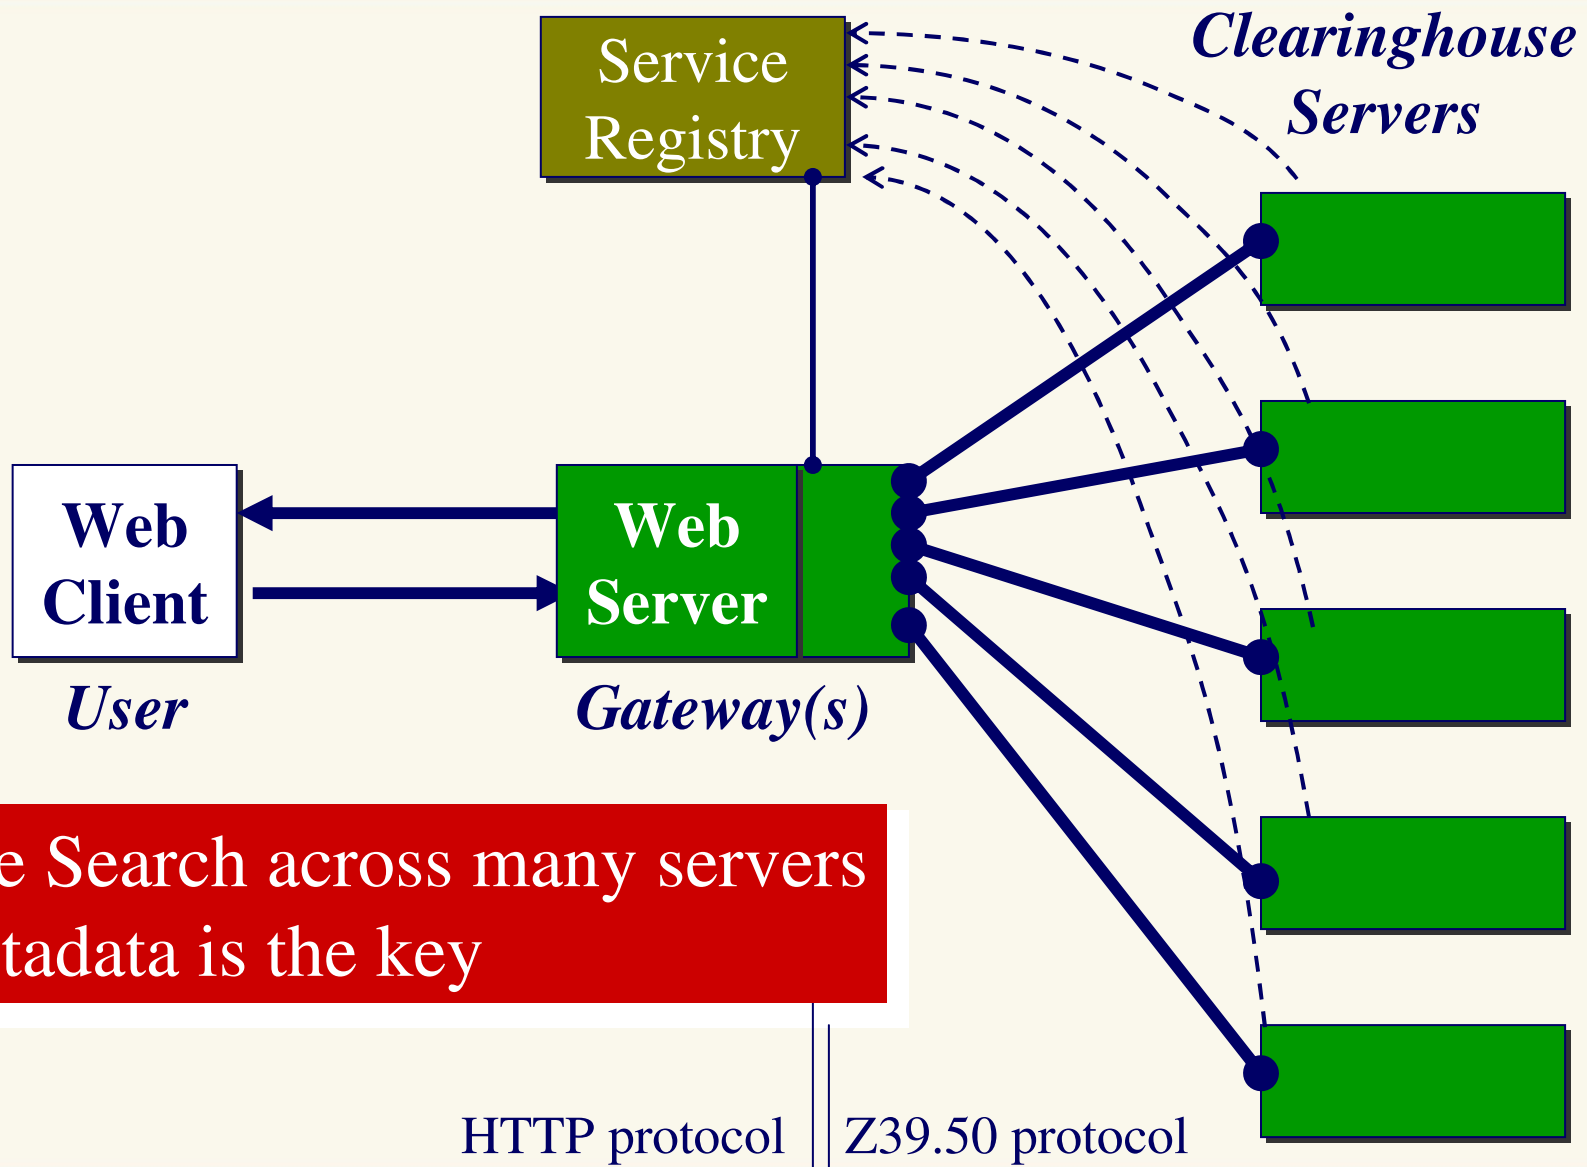 Service
Registry
Clearinghouse
Servers
Web
Client
Web
Server
User
Gateway(s)
e Search across many servers
tadata is the key
HTTP protocol
Z39.50 protocol